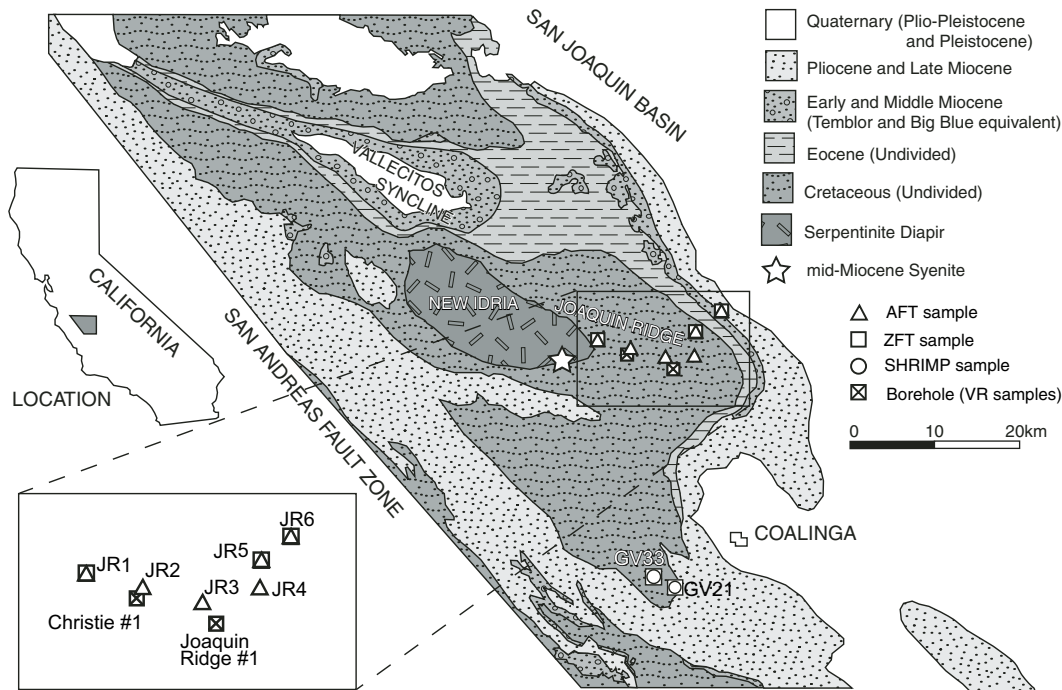 SAN JOAQUIN BASIN
VALLECITOS
SYNCLINE
NEW IDRIA
JOAQUIN RIDGE
SAN ANDREAS FAULT ZONE
CALIFORNIA
LOCATION
COALINGA
GV33
GV21
Quaternary (Plio-Pleistocene
and Pleistocene)
Pliocene and Late Miocene
Early and Middle Miocene
(Temblor and Big Blue equivalent)
Eocene (Undivided)
Cretaceous (Undivided)
Serpentinite Diapir
mid-Miocene Syenite
AFT sample
ZFT sample
SHRIMP sample
Borehole (VR samples)
0 10 20km
JR6
JR5
JR1
JR2
JR3
JR4
Christie #1
Joaquin
Ridge #1